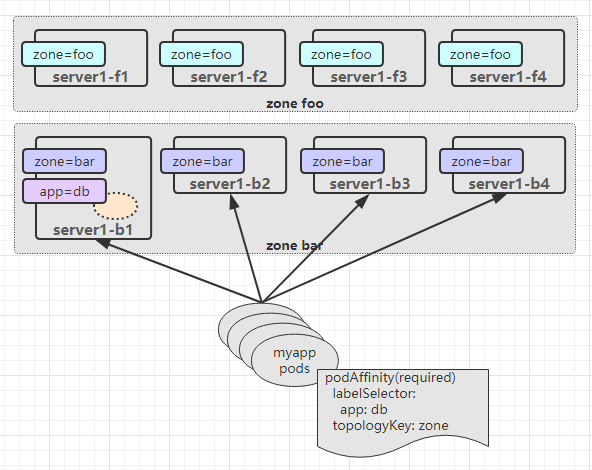 zone=foo zone=foo zone=foo zone=foo
server1-f1 server1-f2 server1-f3 server1-f4
zone foo
zone=bar zone=bar zone=bar zone=bar
app=db server1-b2 server1-b3 server1-b4
server1-b1
zone bar
myapp
pods
podAffinity(required)
labelSelector:
app: db
topologyKey: zone